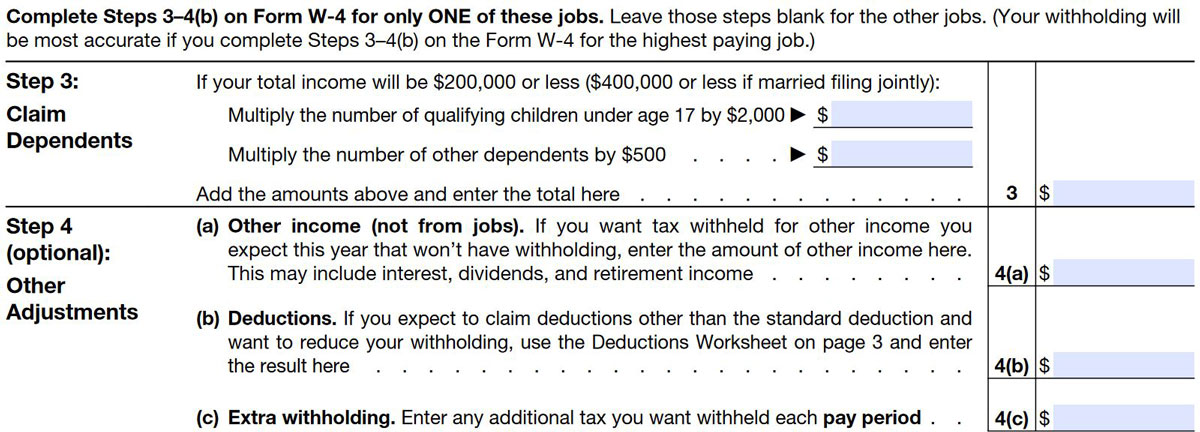 Complete Steps 3–4(b) on Form W-4 for only ONE of these jobs. Leave those steps blank for the other jobs. (Your withholding will
be most accurate if you complete Steps 3–4(b) on the Form W-4 for the highest paying job.)
Step 3:
Claim
Dependents
If your total income will be $200,000 or less ($400,000 or less if married filing jointly):
Multiply the number of qualifying children under age 17 by $2,000 ▶ $
Multiply the number of other dependents by $500 . . . . ▶ $
Add the amounts above and enter the total here . . . . . . . . . . . . . 3 $
Step 4
(optional):
Other
Adjustments
(a) Other income (not from jobs). If you want tax withheld for other income you
expect this year that won’t have withholding, enter the amount of other income here.
This may include interest, dividends, and retirement income . . . . . . . . 4(a) $
(b) Deductions. If you expect to claim deductions other than the standard deduction and
want to reduce your withholding, use the Deductions Worksheet on page 3 and enter
the result here . . . . . . . . . . . . . . . . . . . . . . . 4(b) $
(c) Extra withholding. Enter any additional tax you want withheld each pay period . . 4(c) $